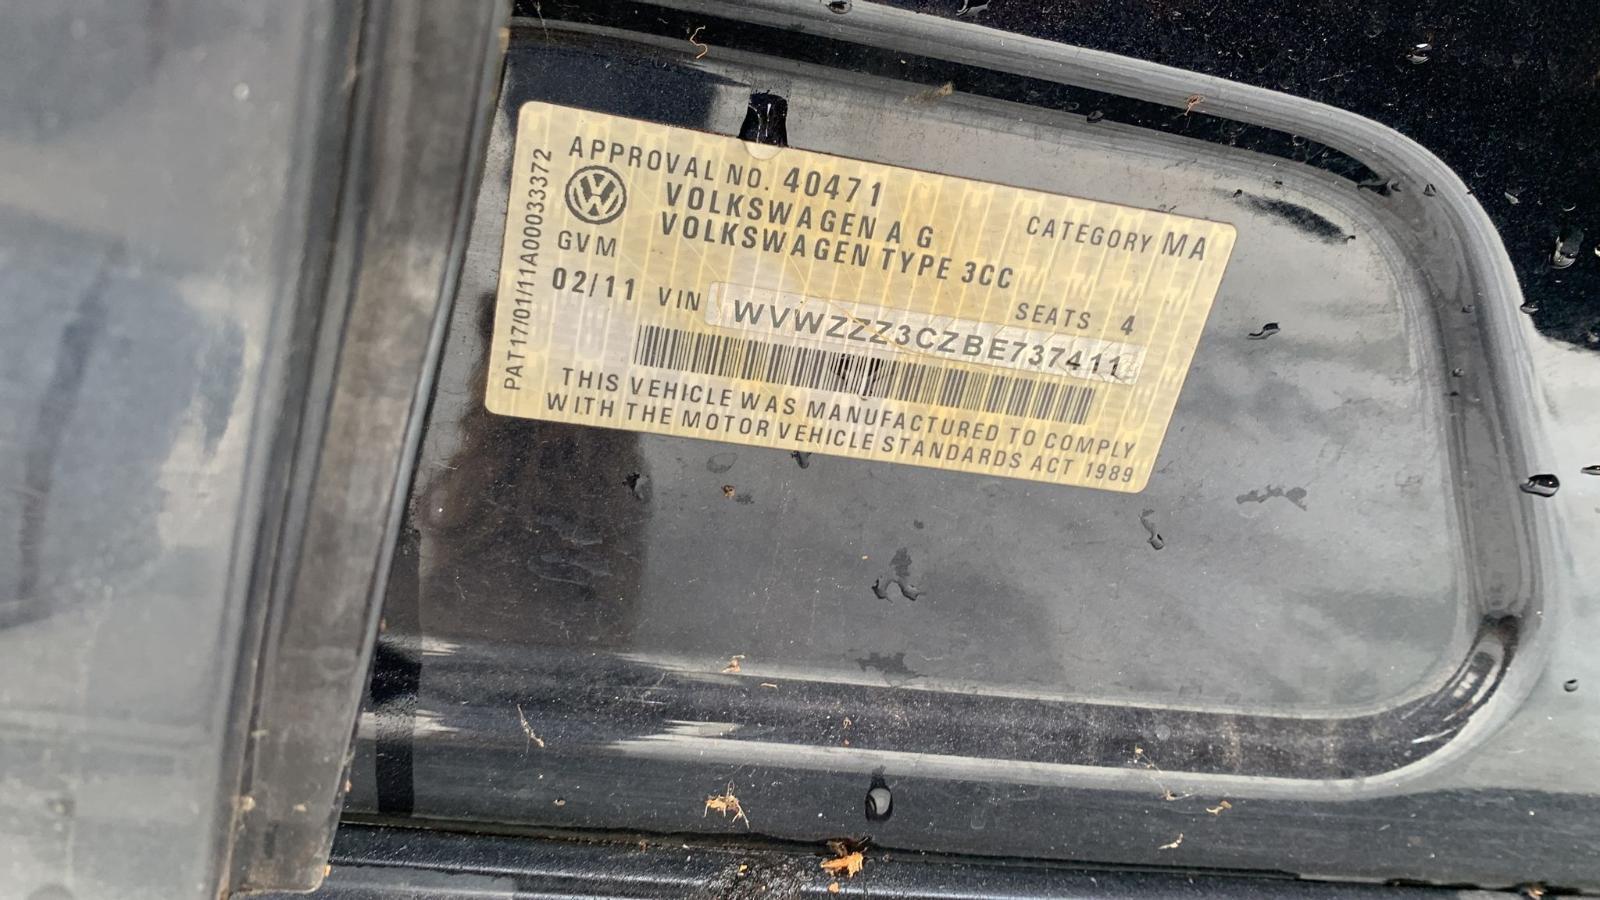 APPROVAL NO. 40471
VOLKSWAGEN A G
VOLKSWAGEN TYPE 3CC
CATEGORY MA
GVM
02/11
SEATS 4
VIN WVWZZZ3CZBE737411
THIS VEHICLE WAS MANUFACTURED TO COMPLY
WITH THE MOTOR VEHICLE STANDARDS ACT 1989
PAT17/01/11A00033372